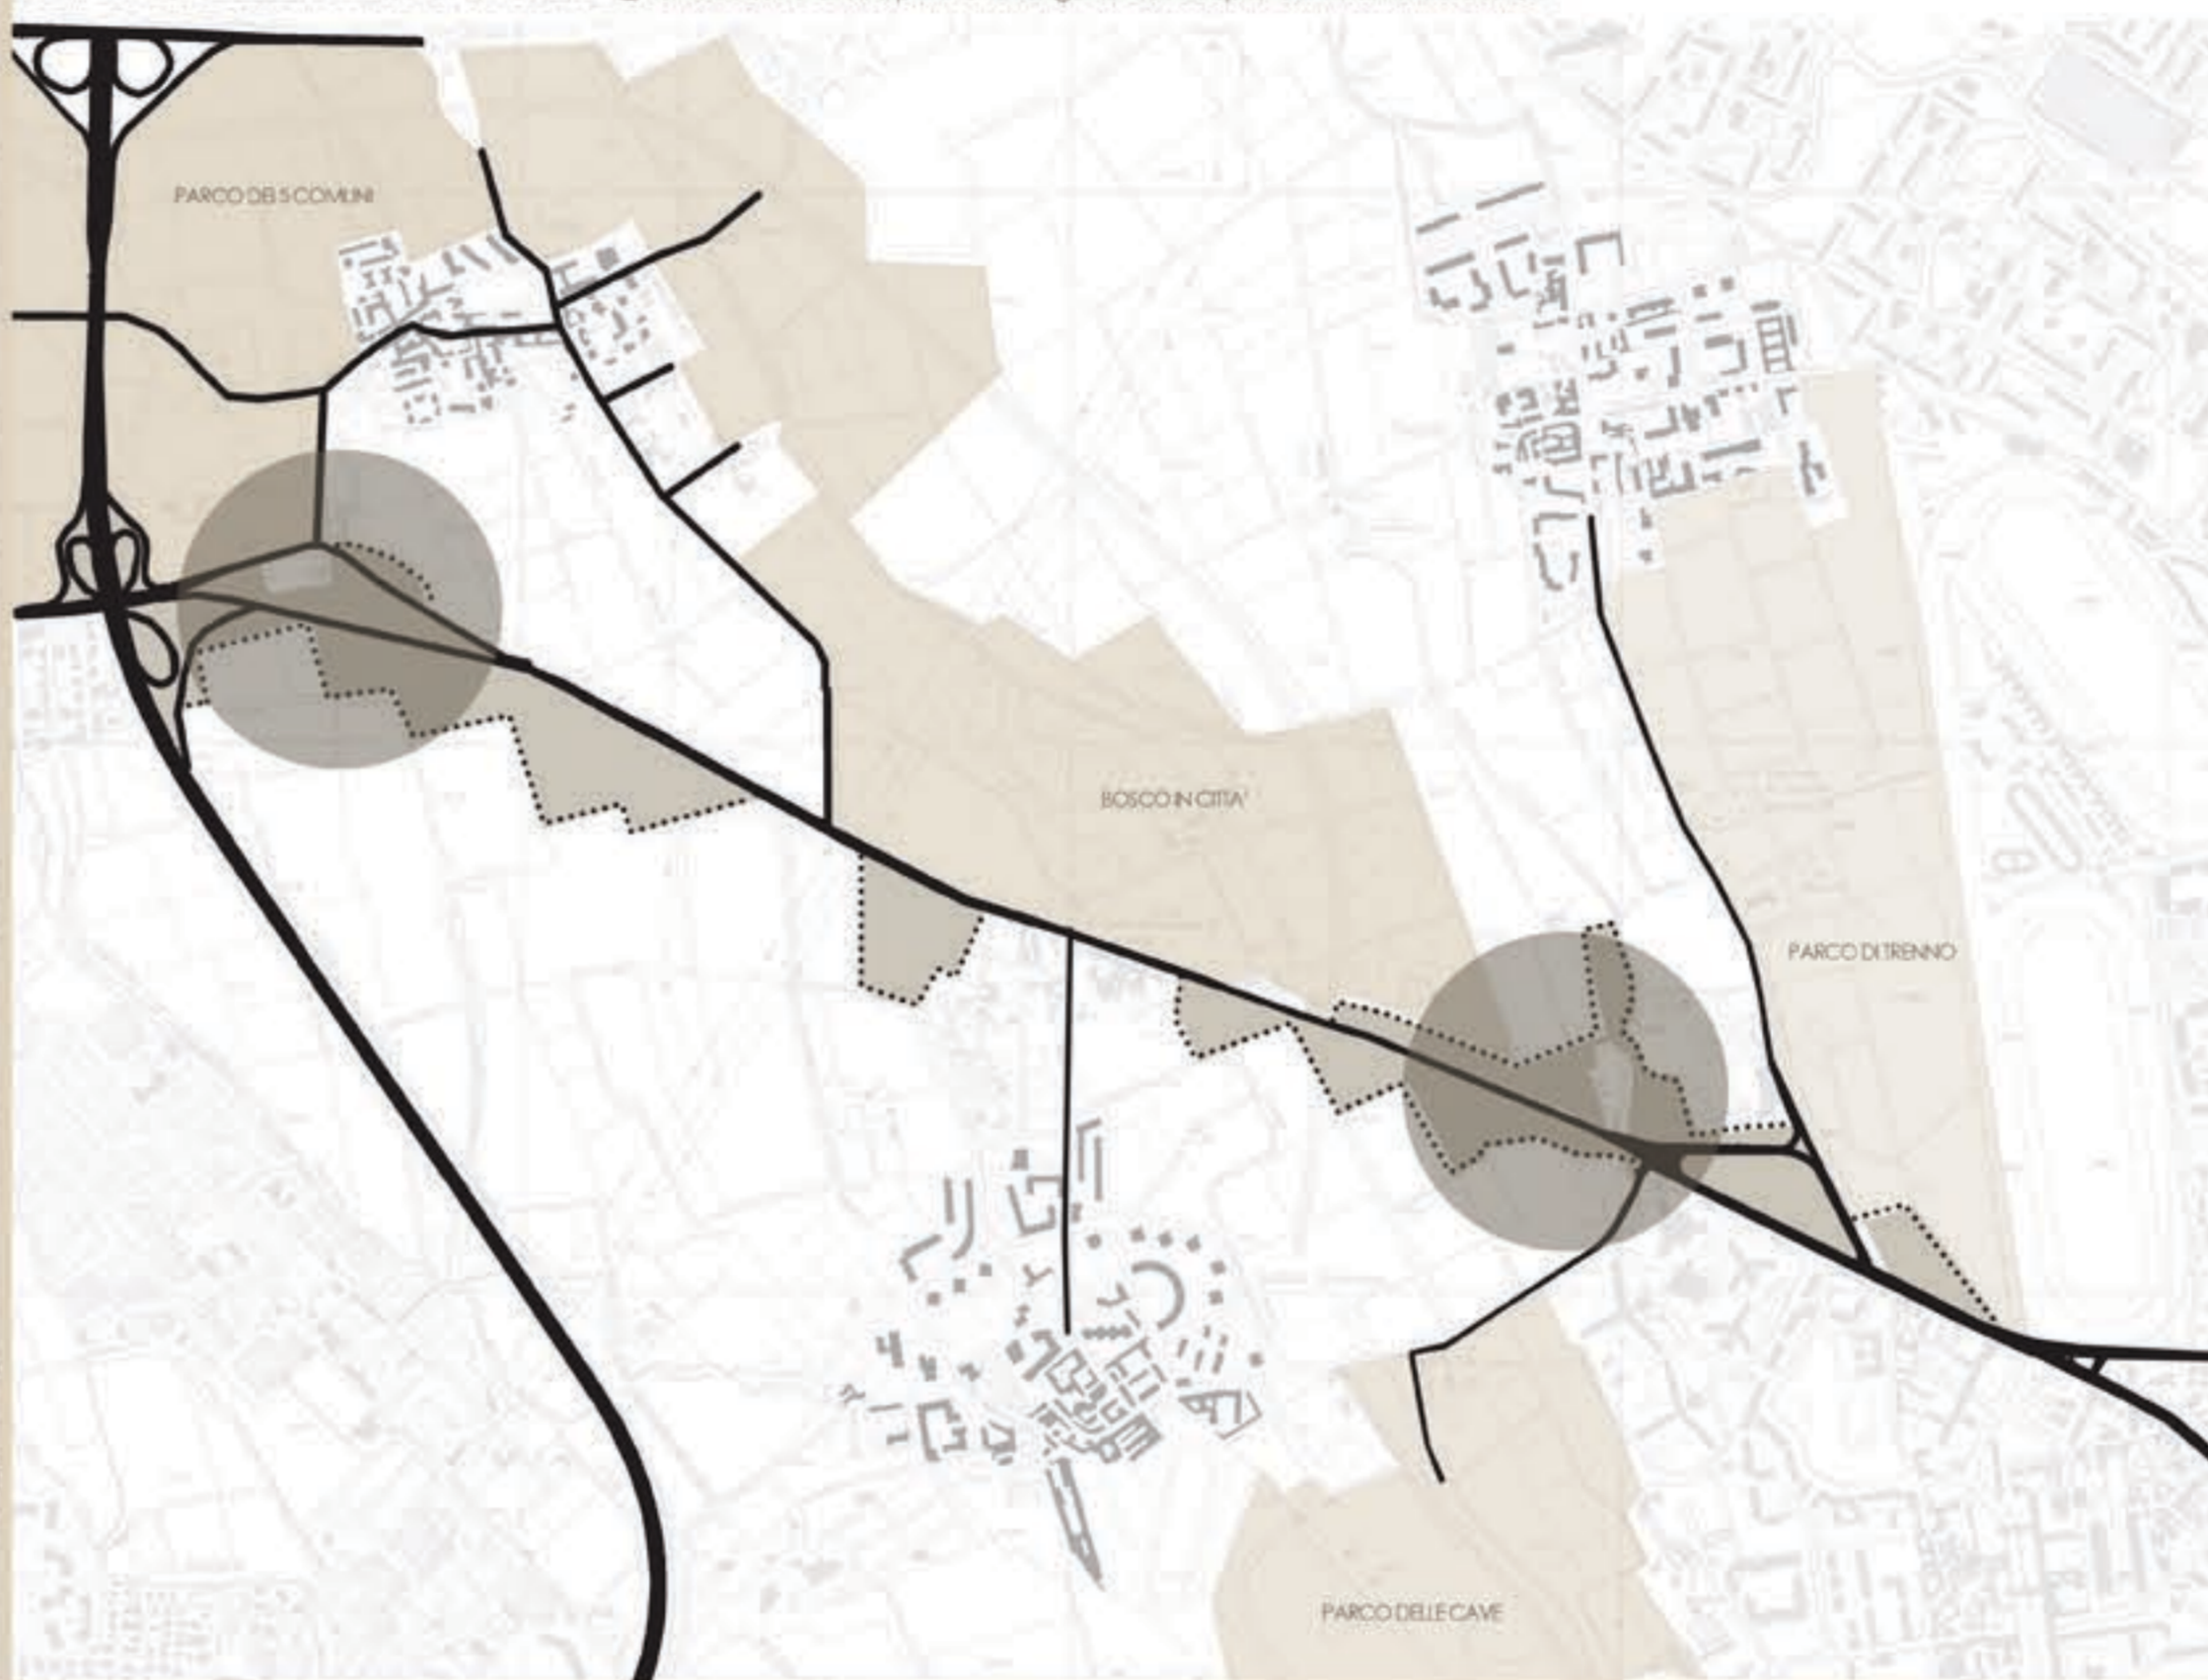 PARCO DEI 5 COMUNI
BOSCO IN CITTA'
PARCO DI TRENNO
PARCO DELLE CAVE